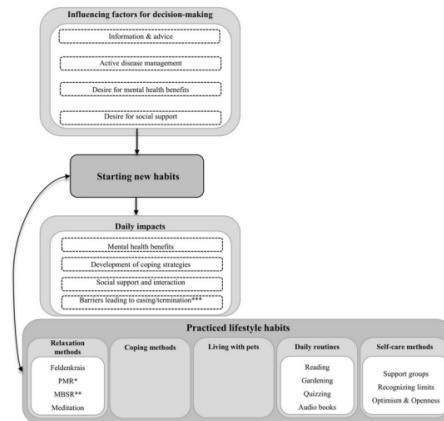 Influencing factors for decision-making
Information & advice
Active disease management
Desire for mental health benefits
Desire for social support
Starting new habits
Daily impacts
Mental health benefits
Development of coping strategies
Social support and interaction
Barriers leading to easing/termination***
Practiced lifestyle habits
Relaxation methods
Feldenkrais
PMR*
MBSR**
Meditation
Coping methods
Living with pets
Daily routines
Reading
Gardening
Quizzing
Audio books
Self-care methods
Support groups
Recognizing limits
Optimism & Openness